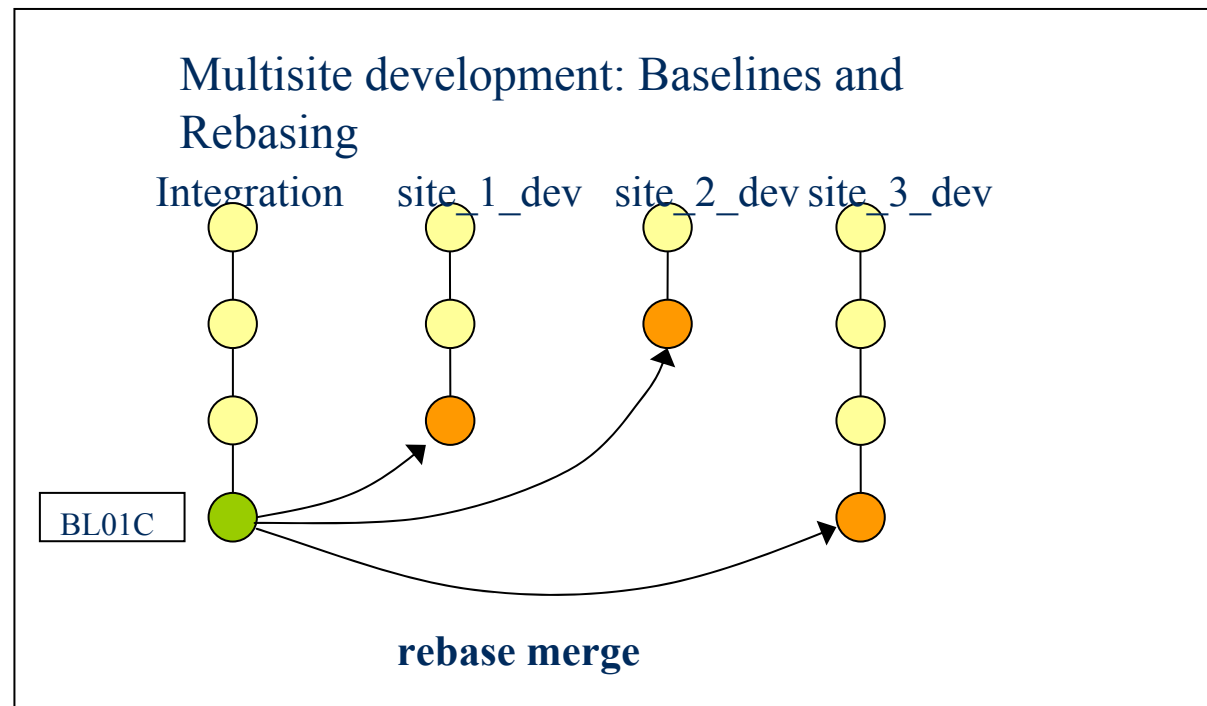 Multisite development: Baselines and
Rebasing
Integration site_1_dev site_2_dev site_3_dev
BL01C
rebase merge